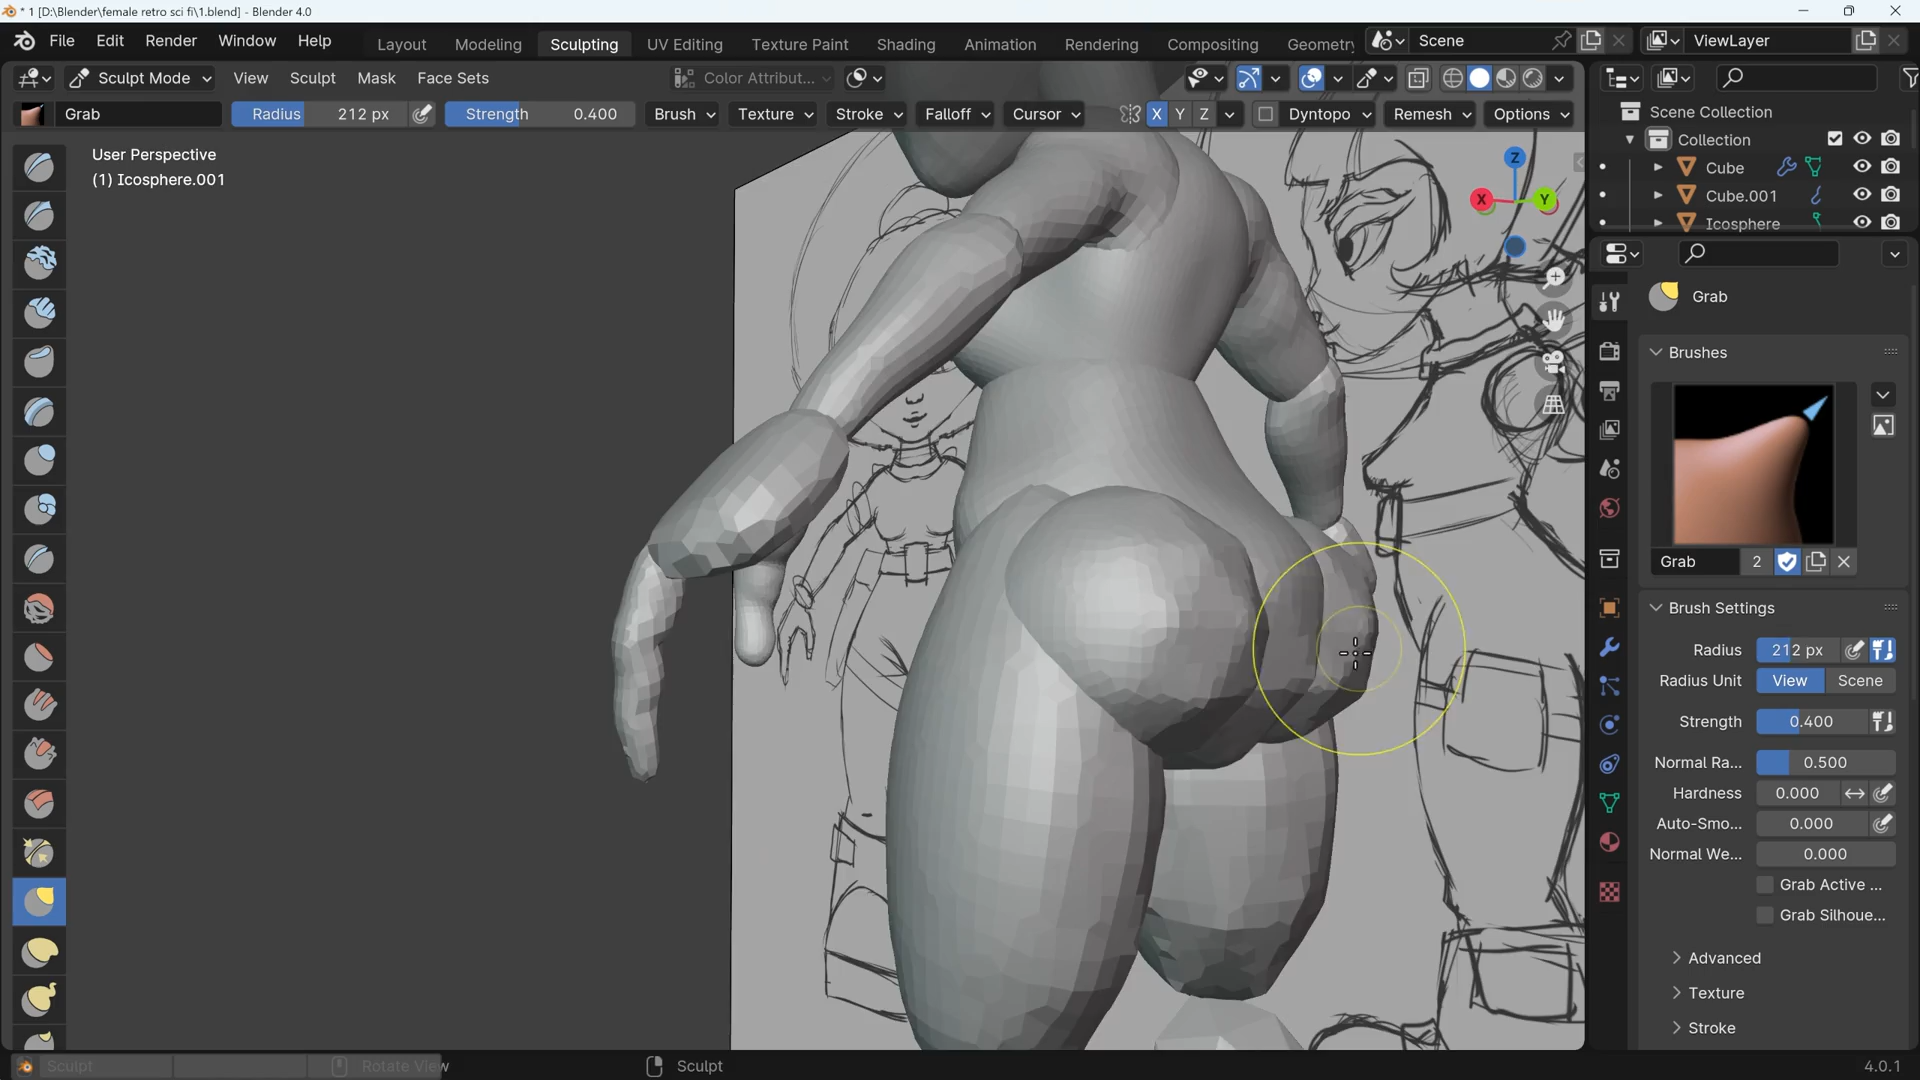 * 1 [D:\Blender\female retro sci fi\1.blend] - Blender 4.0
File Edit Render Window Help Layout Modeling Sculpting UV Editing Texture Paint Shading Animation Rendering Compositing Geometry Scene ViewLayer
Sculpt Mode View Sculpt Mask Face Sets Color Attribut...
Grab Radius 212 px Strength 0.400 Brush Texture Stroke Falloff Cursor X Y Z Dyntopo Remesh Options
User Perspective
(1) Icosphere.001
Z
X
Y
Scene Collection
Collection
Cube
Cube.001
Icosphere
Grab
Brushes
Grab 2
Brush Settings
Radius 212 px
Radius Unit View Scene
Strength 0.400
Normal Ra... 0.500
Hardness 0.000
Auto-Smo... 0.000
Normal We... 0.000
Grab Active ...
Grab Silhoue...
Advanced
Texture
Stroke
Sculpt Rotate View Sculpt 4.0.1